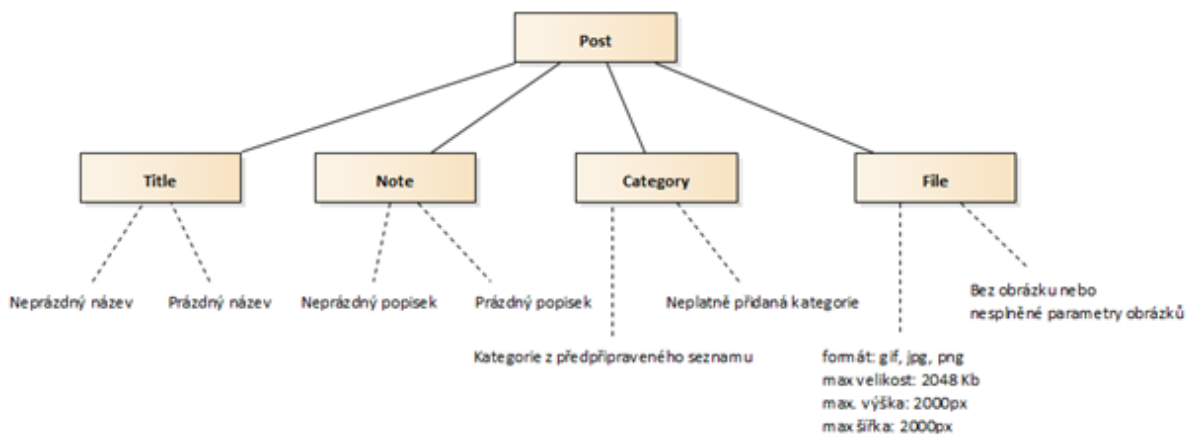 Post
Title
Note
Category
File
Neprázdný název
Prázdný název
Neprázdný popisek
Prázdný popisek
Neplatně přidaná kategorie
Bez obrázku nebo
nesplněné parametry obrázků
Kategorie z předpřipraveného seznamu
formát: gif, jpg, png
max velikost: 2048 Kb
max. výška: 2000px
max šířka: 2000px